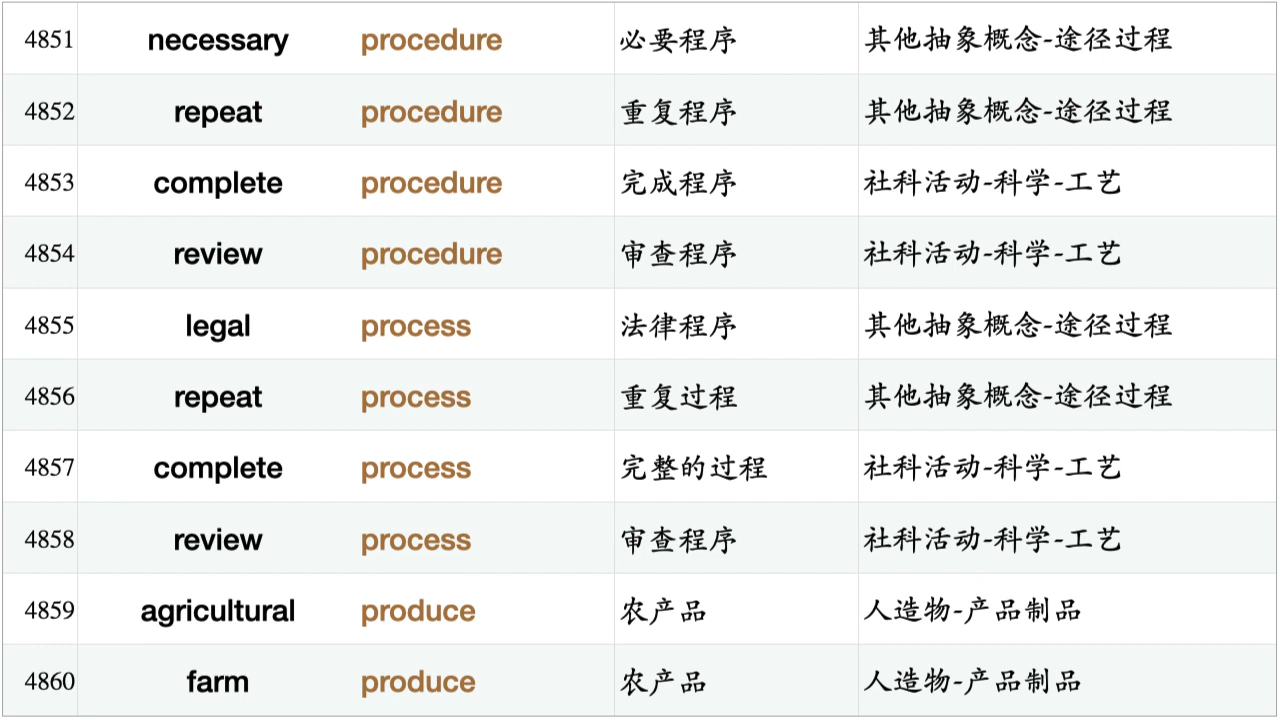 4851 necessary procedure 必要程序 其他抽象概念-途径过程
4852 repeat procedure 重复程序 其他抽象概念-途径过程
4853 complete procedure 完成程序 社科活动-科学-工艺
4854 review procedure 审查程序 社科活动-科学-工艺
4855 legal process 法律程序 其他抽象概念-途径过程
4856 repeat process 重复过程 其他抽象概念-途径过程
4857 complete process 完整的过程 社科活动-科学-工艺
4858 review process 审查程序 社科活动-科学-工艺
4859 agricultural produce 农产品 人造物-产品制品
4860 farm produce 农产品 人造物-产品制品